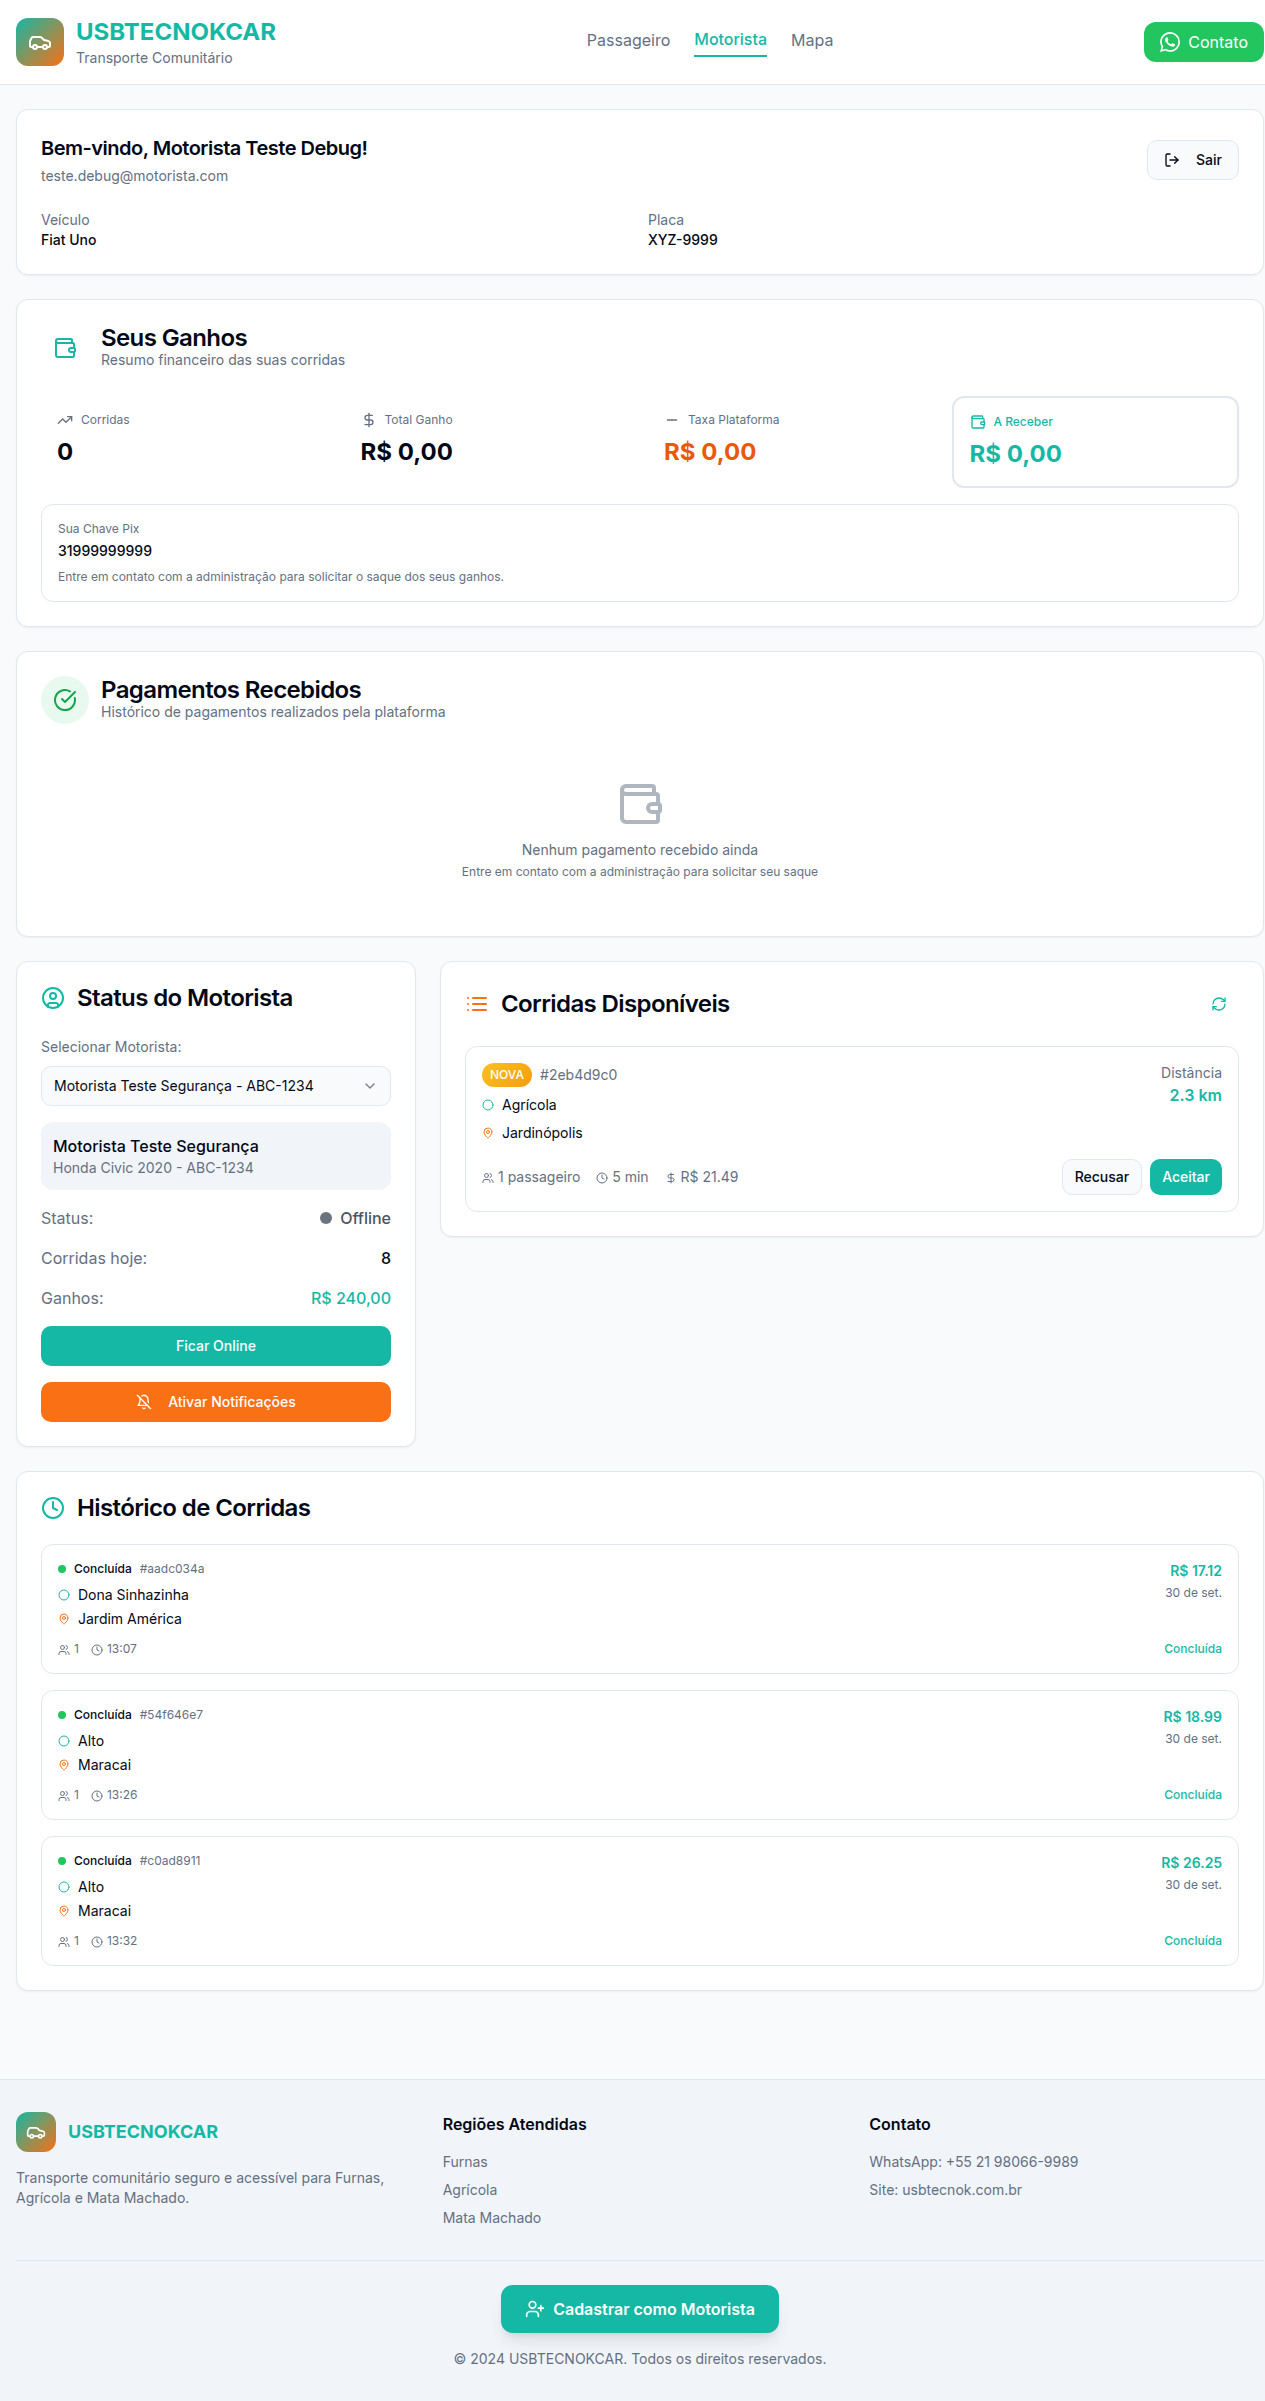 USBTECNOKCAR
Transporte Comunitário
Passageiro Motorista Mapa
Contato
Bem-vindo, Motorista Teste Debug!
teste.debug@motorista.com
Sair
Veículo
Fiat Uno
Placa
XYZ-9999
Seus Ganhos
Resumo financeiro das suas corridas
Corridas
0
Total Ganho
R$ 0,00
Taxa Plataforma
R$ 0,00
A Receber
R$ 0,00
Sua Chave Pix
31999999999
Entre em contato com a administração para solicitar o saque dos seus ganhos.
Pagamentos Recebidos
Histórico de pagamentos realizados pela plataforma
Nenhum pagamento recebido ainda
Entre em contato com a administração para solicitar seu saque
Status do Motorista
Selecionar Motorista:
Motorista Teste Segurança - ABC-1234
Motorista Teste Segurança
Honda Civic 2020 - ABC-1234
Status: Offline
Corridas hoje: 8
Ganhos: R$ 240,00
Ficar Online
Ativar Notificações
Corridas Disponíveis
NOVA #2eb4d9c0
Agrícola
Jardinópolis
Distância
2.3 km
1 passageiro 5 min R$ 21.49
Recusar Aceitar
Histórico de Corridas
Concluída #aadc034a
Dona Sinhazinha
Jardim América
1 13:07
R$ 17.12
30 de set.
Concluída
Concluída #54f646e7
Alto
Maracai
1 13:26
R$ 18.99
30 de set.
Concluída
Concluída #c0ad8911
Alto
Maracai
1 13:32
R$ 26.25
30 de set.
Concluída
USBTECNOKCAR
Transporte comunitário seguro e acessível para Furnas,
Agrícola e Mata Machado.
Regiões Atendidas
Furnas
Agrícola
Mata Machado
Contato
WhatsApp: +55 21 98066-9989
Site: usbtecnok.com.br
Cadastrar como Motorista
© 2024 USBTECNOKCAR. Todos os direitos reservados.